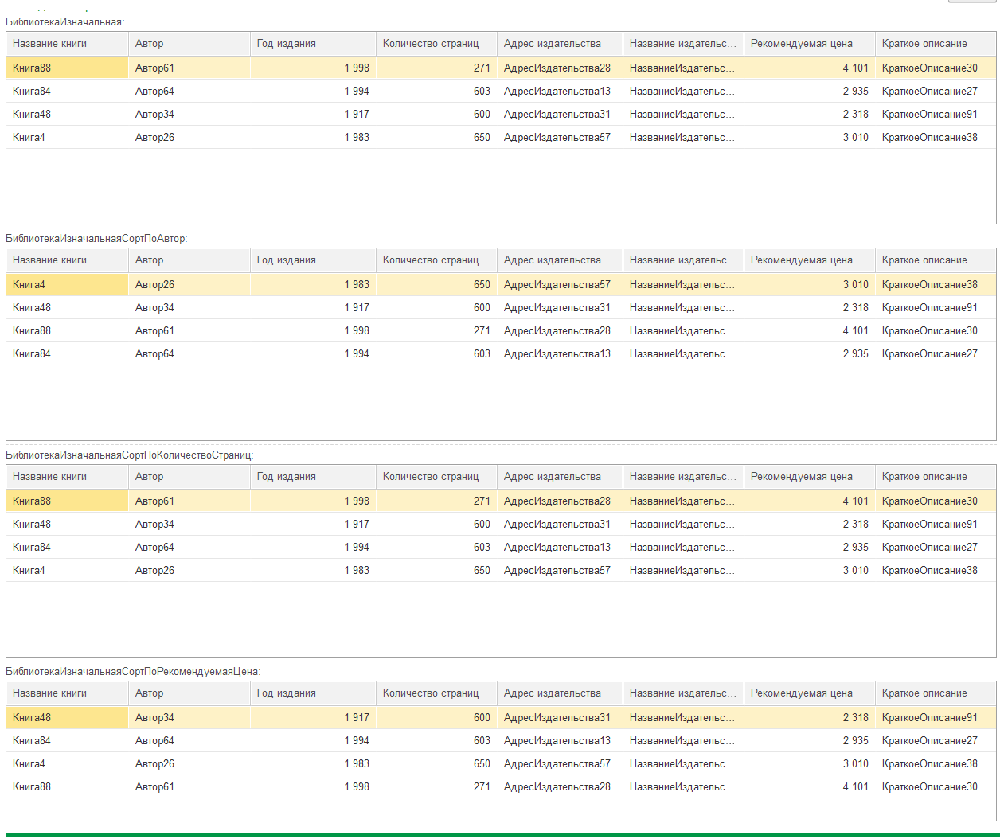 БиблиотекаИзначальная:
Название книги Автор Год издания Количество страниц Адрес издательства Название издательс... Рекомендуемая цена Краткое описание
Книга88 Автор61 1 998 271 АдресИздательства28 НазваниеИздательс... 4 101 КраткоеОписание30
Книга84 Автор64 1 994 603 АдресИздательства13 НазваниеИздательс... 2 935 КраткоеОписание27
Книга48 Автор34 1 917 600 АдресИздательства31 НазваниеИздательс... 2 318 КраткоеОписание91
Книга4 Автор26 1 983 650 АдресИздательства57 НазваниеИздательс... 3 010 КраткоеОписание38
БиблиотекаИзначальнаяСортПоАвтор:
Название книги Автор Год издания Количество страниц Адрес издательства Название издательс... Рекомендуемая цена Краткое описание
Книга4 Автор26 1 983 650 АдресИздательства57 НазваниеИздательс... 3 010 КраткоеОписание38
Книга48 Автор34 1 917 600 АдресИздательства31 НазваниеИздательс... 2 318 КраткоеОписание91
Книга88 Автор61 1 998 271 АдресИздательства28 НазваниеИздательс... 4 101 КраткоеОписание30
Книга84 Автор64 1 994 603 АдресИздательства13 НазваниеИздательс... 2 935 КраткоеОписание27
БиблиотекаИзначальнаяСортПоКоличествоСтраниц:
Название книги Автор Год издания Количество страниц Адрес издательства Название издательс... Рекомендуемая цена Краткое описание
Книга88 Автор61 1 998 271 АдресИздательства28 НазваниеИздательс... 4 101 КраткоеОписание30
Книга48 Автор34 1 917 600 АдресИздательства31 НазваниеИздательс... 2 318 КраткоеОписание91
Книга84 Автор64 1 994 603 АдресИздательства13 НазваниеИздательс... 2 935 КраткоеОписание27
Книга4 Автор26 1 983 650 АдресИздательства57 НазваниеИздательс... 3 010 КраткоеОписание38
БиблиотекаИзначальнаяСортПоРекомендуемаяЦена:
Название книги Автор Год издания Количество страниц Адрес издательства Название издательс... Рекомендуемая цена Краткое описание
Книга48 Автор34 1 917 600 АдресИздательства31 НазваниеИздательс... 2 318 КраткоеОписание91
Книга84 Автор64 1 994 603 АдресИздательства13 НазваниеИздательс... 2 935 КраткоеОписание27
Книга4 Автор26 1 983 650 АдресИздательства57 НазваниеИздательс... 3 010 КраткоеОписание38
Книга88 Автор61 1 998 271 АдресИздательства28 НазваниеИздательс... 4 101 КраткоеОписание30